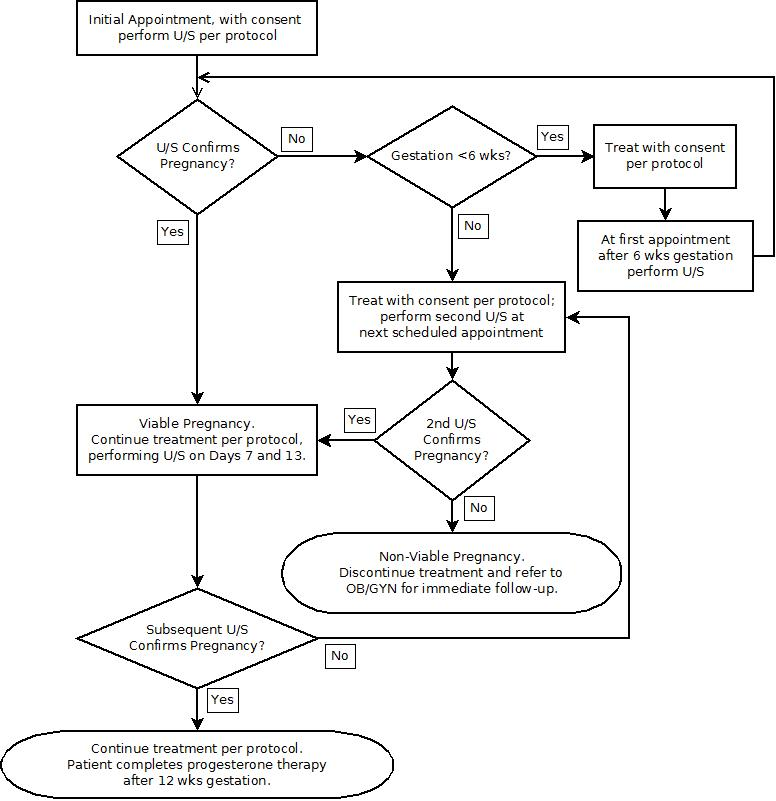 Initial Appointment, with consent
perform U/S per protocol
U/S Confirms
Pregnancy?
No
Gestation <6 wks?
Yes
Treat with consent
per protocol
Yes
No
At first appointment
after 6 wks gestation
perform U/S
Treat with consent per protocol;
perform second U/S at
next scheduled appointment
Viable Pregnancy.
Continue treatment per protocol,
performing U/S on Days 7 and 13.
Yes
2nd U/S
Confirms
Pregnancy?
No
Non-Viable Pregnancy.
Discontinue treatment and refer to
OB/GYN for immediate follow-up.
Subsequent U/S
Confirms Pregnancy?
No
Yes
Continue treatment per protocol.
Patient completes progesterone therapy
after 12 wks gestation.